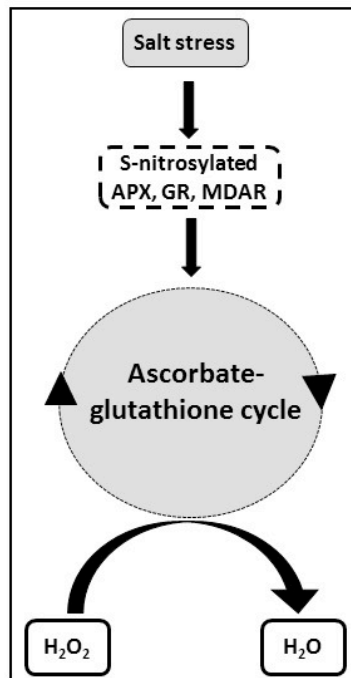 Salt stress
S-nitrosylated
APX, GR, MDAR
Ascorbate-
glutathione cycle
H₂O₂
H₂O